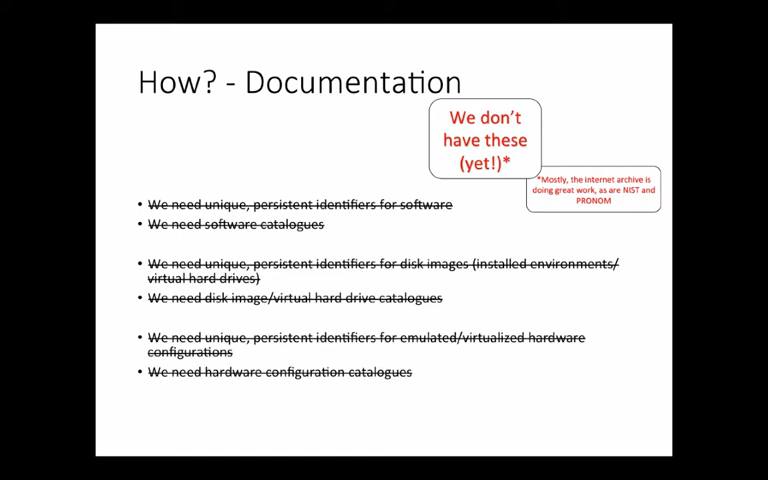 How? - Documentation
We don't
have these
(yet!)*
*Mostly, the internet archive is
doing great work, as are NIST and
PRONOM
• We need unique, persistent identifiers for software
• We need software catalogues
• We need unique, persistent identifiers for disk images (installed environments/
virtual hard drives)
• We need disk image/virtual hard drive catalogues
• We need unique, persistent identifiers for emulated/virtualized hardware
configurations
• We need hardware configuration catalogues